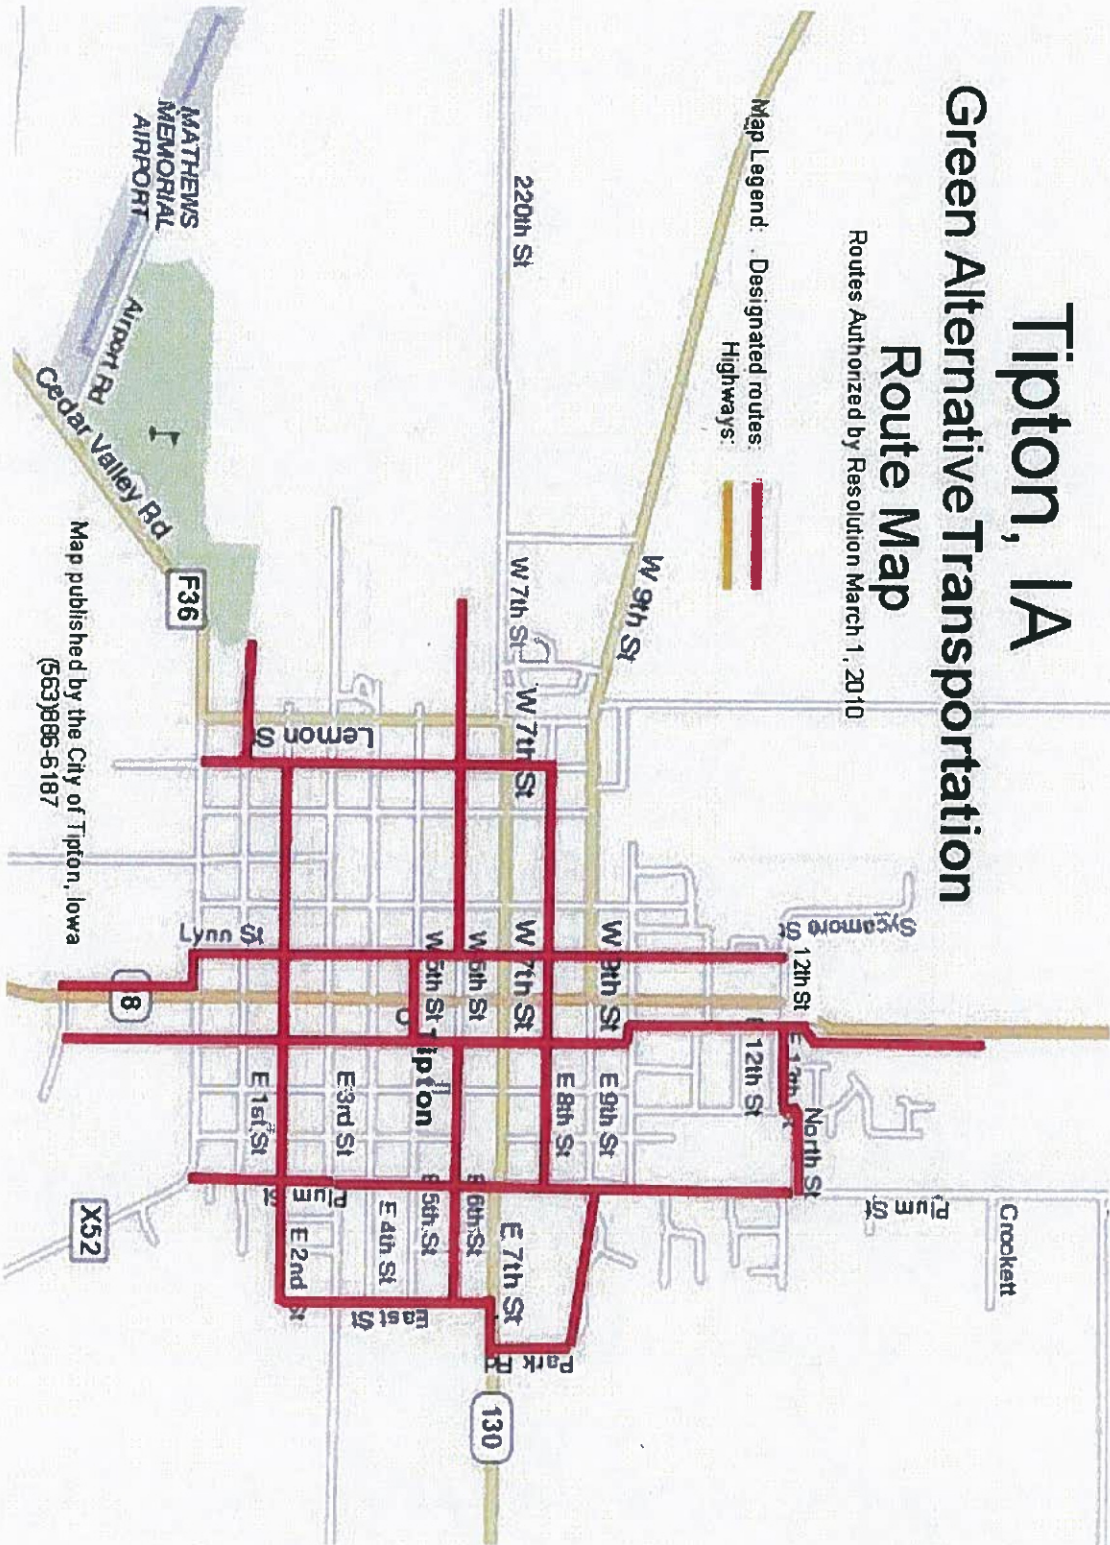 Tipton, IA
Green Alternative Transportation
Route Map
Routes Authorized by Resolution March 1, 2010
Map Legend: Designated routes:
Highways:
220th St
W 9th St
W 7th St
W 7th St
MATHEWS
MEMORIAL
AIRPORT
Airport Rd
Cedar Valley Rd
F36
Lemon St
Sycamore St
12th St
W 9th St
W 7th St
W 6th St
W 5th St
Lynn St
38
Tipton
E 12th St
E 13th St
North St
E 9th St
E 8th St
E 7th St
E 6th St
E 5th St
E 4th St
E 3rd St
E 2nd St
E 1st St
Plum St
Plum St
Crockett
East St
Park Rd
130
X52
Map published by the City of Tipton, Iowa
(563)886-6187